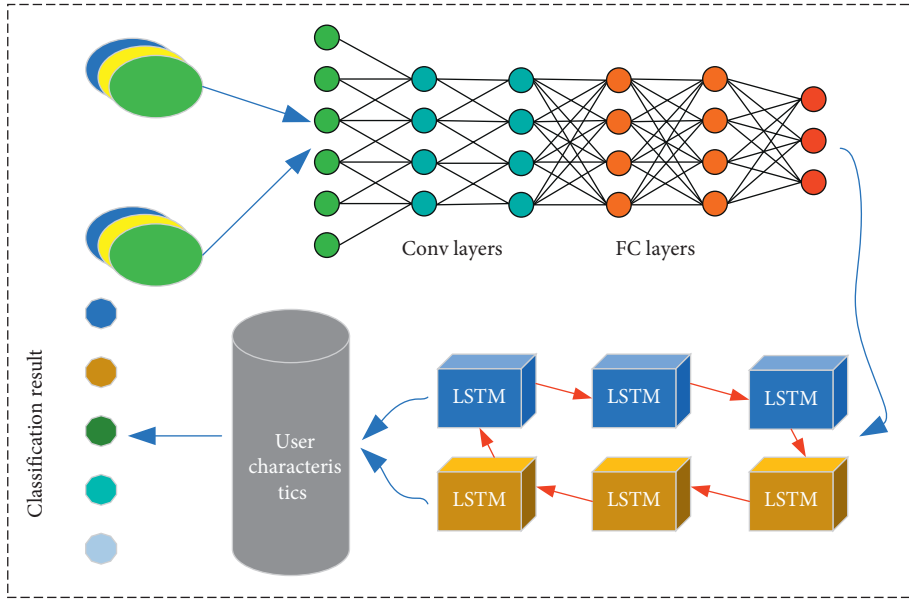 Conv layers
FC layers
Classification result
User
characteris
tics
LSTM
LSTM
LSTM
LSTM
LSTM
LSTM